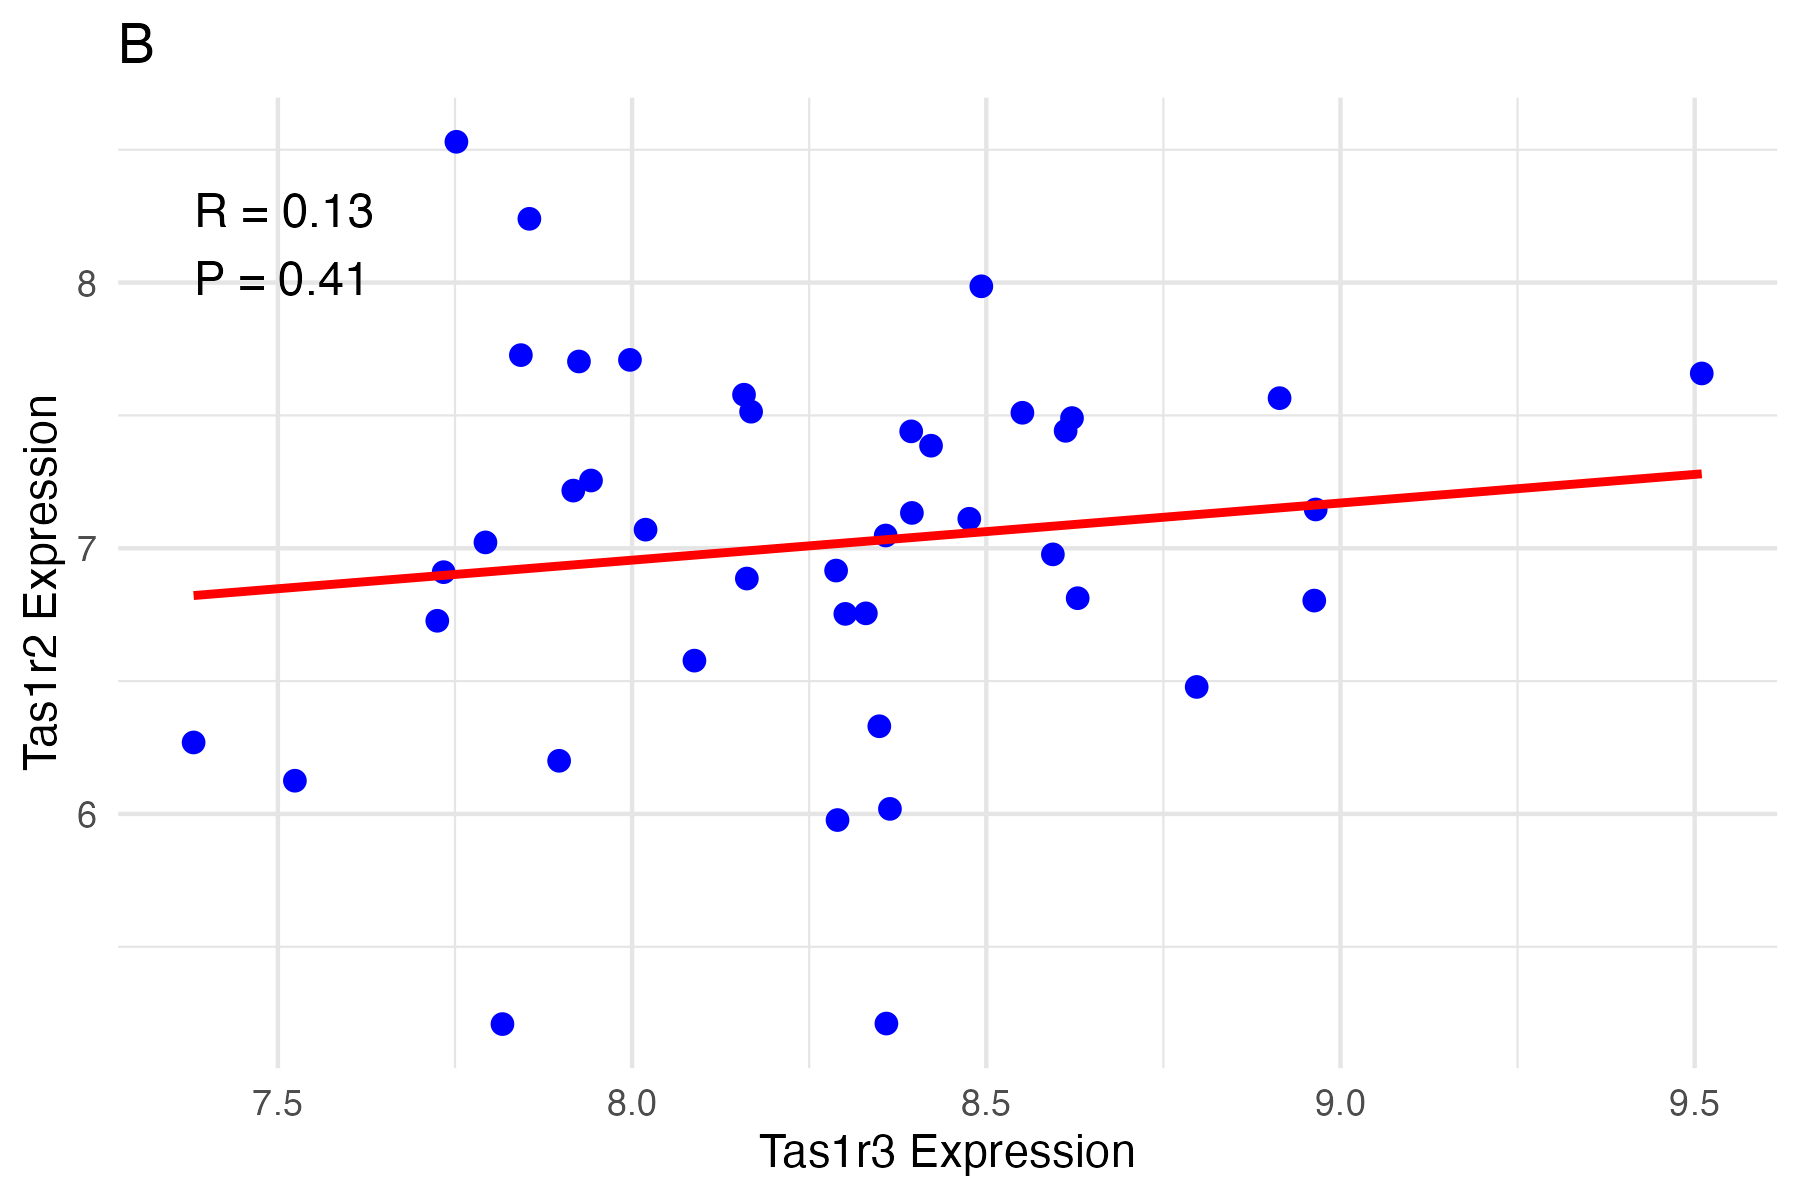 B
R = 0.13
P = 0.41
8
7
6
Tas1r2 Expression
7.5 8.0 8.5 9.0 9.5
Tas1r3 Expression